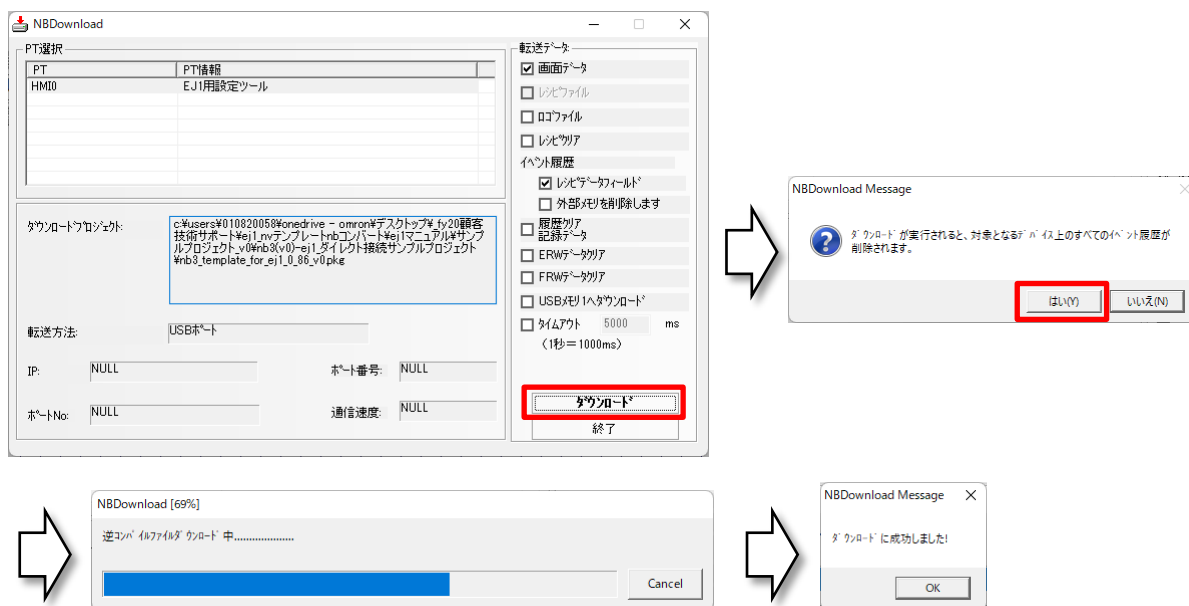 NBDownload
PT選択
PT PT情報
HMI0 EJ1用設定ツール
ダウンロードプロジェクト:
c:¥users¥010820058¥onedrive - omron¥デスクトップ¥_fy20顧客
技術サポート¥ej1_nvテンプレートnbコンバート¥ej1マニュアル¥サンプ
ルプロジェクト_v0¥nb3(v0)-ej1_ダイレクト接続サンプルプロジェクト
¥nb3_template_for_ej1_0_86_v0.pkg
転送方法: USBポート
IP: NULL ポート番号: NULL
ポートNo: NULL 通信速度: NULL
転送データ:
画面データ
レシピファイル
ロゴファイル
レシピクリア
イベント履歴
レシピデータフィールド
外部メモリを削除します
履歴クリア
記録データ
ERWデータクリア
FRWデータクリア
USBメモリ1へダウンロード
タイムアウト 5000 ms
(1秒=1000ms)
ダウンロード
終了
NBDownload Message
ダウンロードが実行されると、対象となるデバイス上のすべてのイベント履歴が
削除されます。
はい(Y) いいえ(N)
NBDownload [69%]
逆コンパイルファイルダウンロード中....................
Cancel
NBDownload Message
ダウンロードに成功しました!
OK